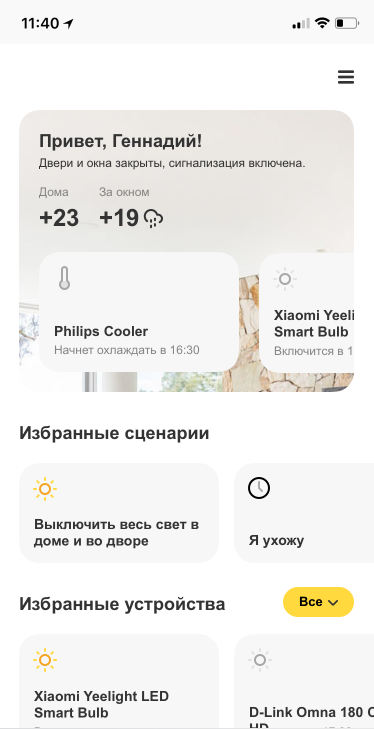 11:40
Привет, Геннадий!
Двери и окна закрыты, сигнализация включена.
Дома
За окном
+23
+19
Philips Cooler
Начнет охлаждать в 16:30
Xiaomi Yeeli
Smart Bulb
Включится в 1
Избранные сценарии
Выключить весь свет в
доме и во дворе
Я ухожу
Избранные устройства
Все
Xiaomi Yeelight LED
Smart Bulb
D-Link Omna 180 C
HD